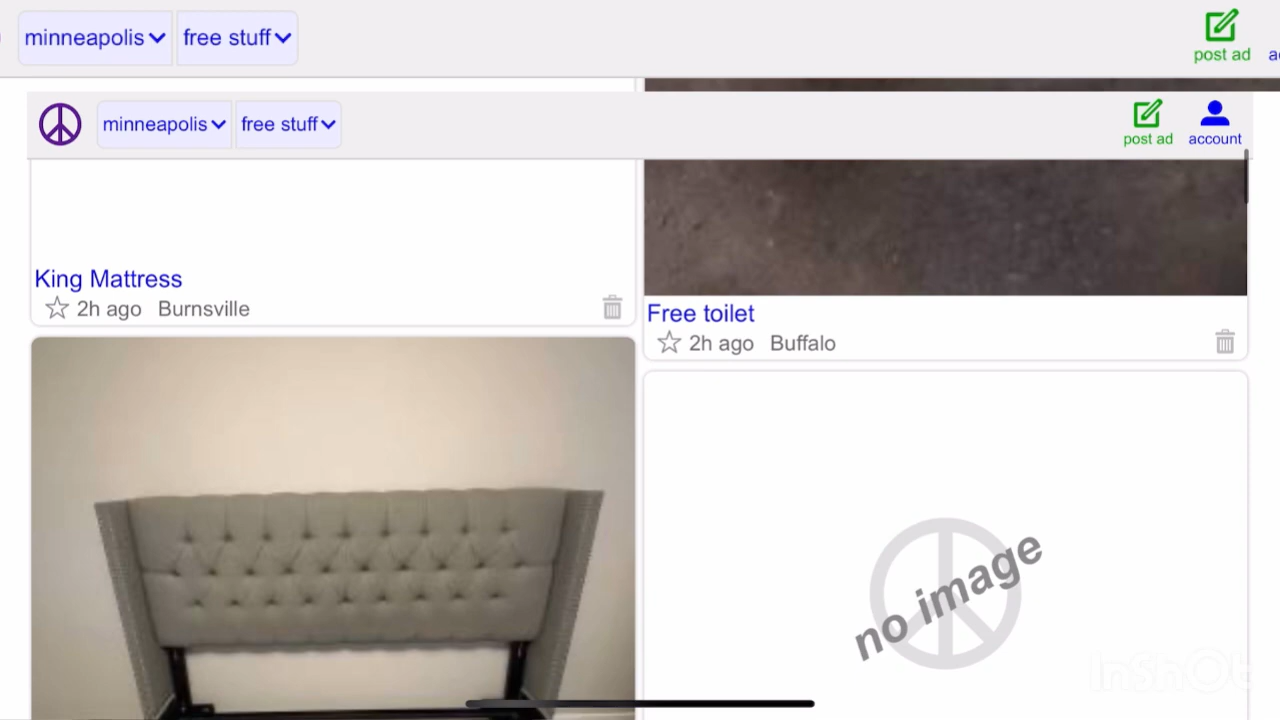 minneapolis free stuff
post ad
minneapolis free stuff
post ad account
King Mattress
2h ago Burnsville
Free toilet
2h ago Buffalo
no image
InShOt